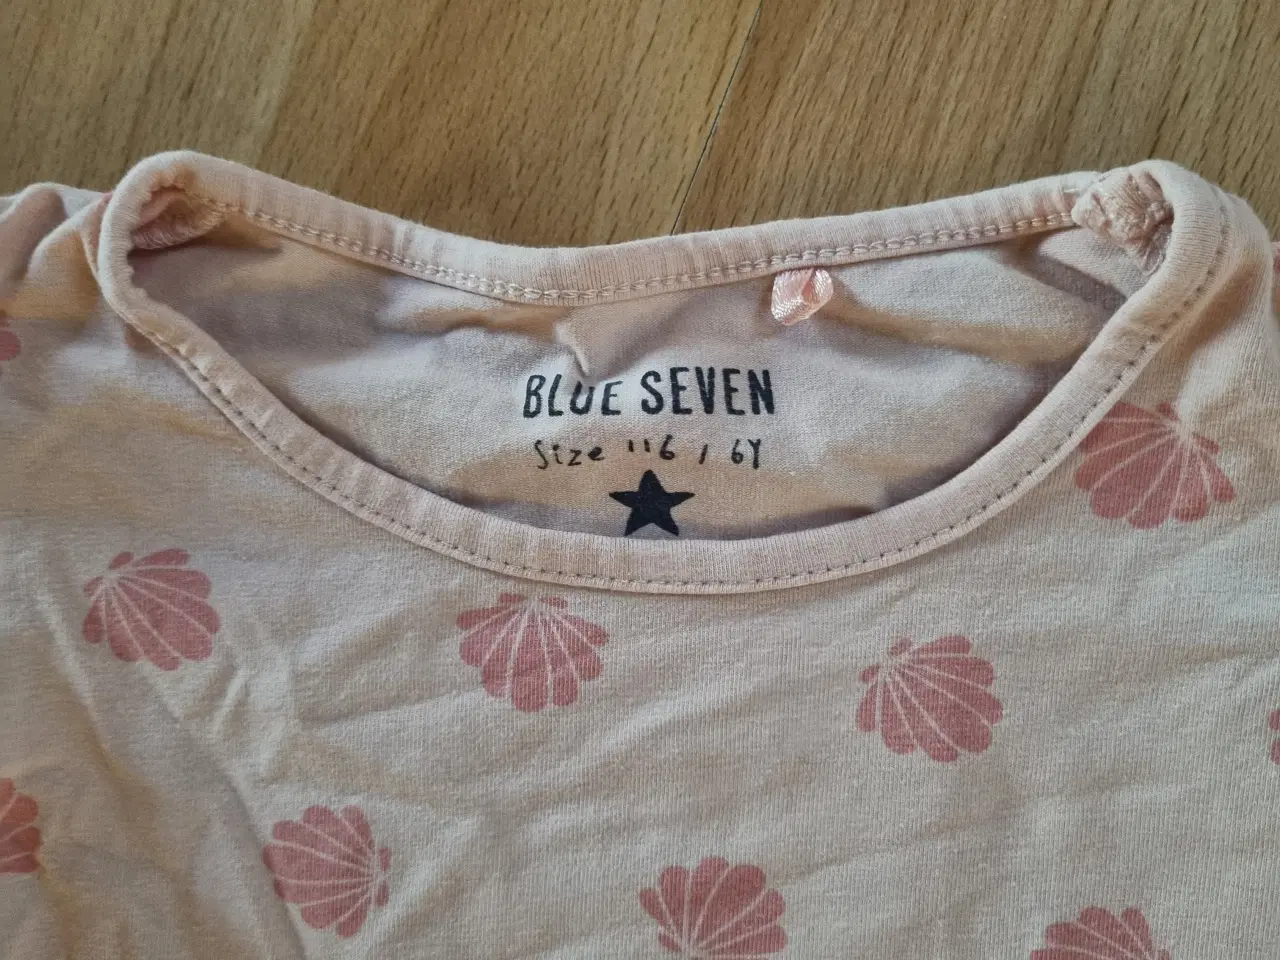 BLUE SEVEN
Size 116 / 6Y